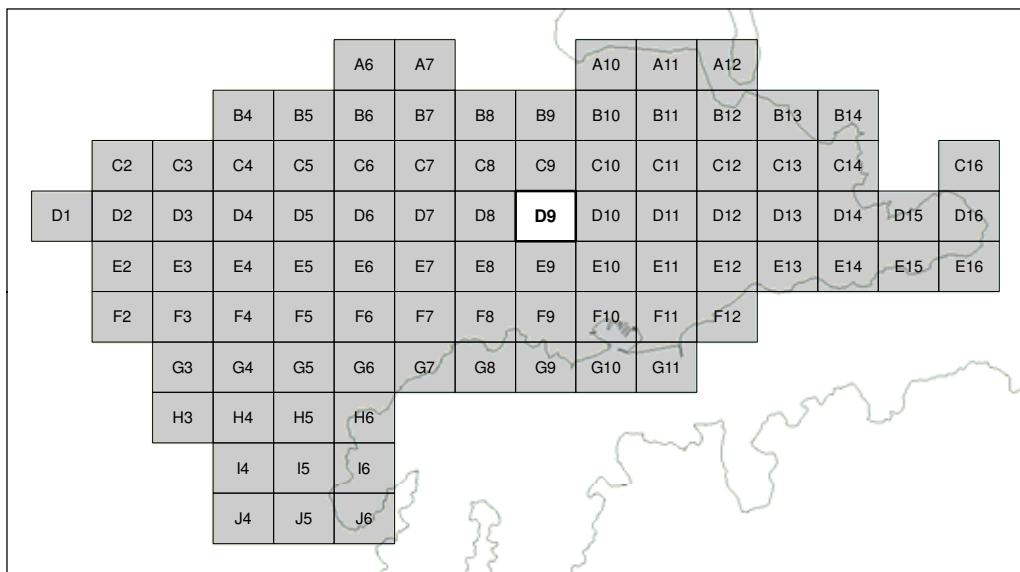 A6 A7 A10 A11 A12
B4 B5 B6 B7 B8 B9 B10 B11 B12 B13 B14
C2 C3 C4 C5 C6 C7 C8 C9 C10 C11 C12 C13 C14 C16
D1 D2 D3 D4 D5 D6 D7 D8 D9 D10 D11 D12 D13 D14 D15 D16
E2 E3 E4 E5 E6 E7 E8 E9 E10 E11 E12 E13 E14 E15 E16
F2 F3 F4 F5 F6 F7 F8 F9 F10 F11 F12
G3 G4 G5 G6 G7 G8 G9 G10 G11
H3 H4 H5 H6
I4 I5 I6
J4 J5 J6